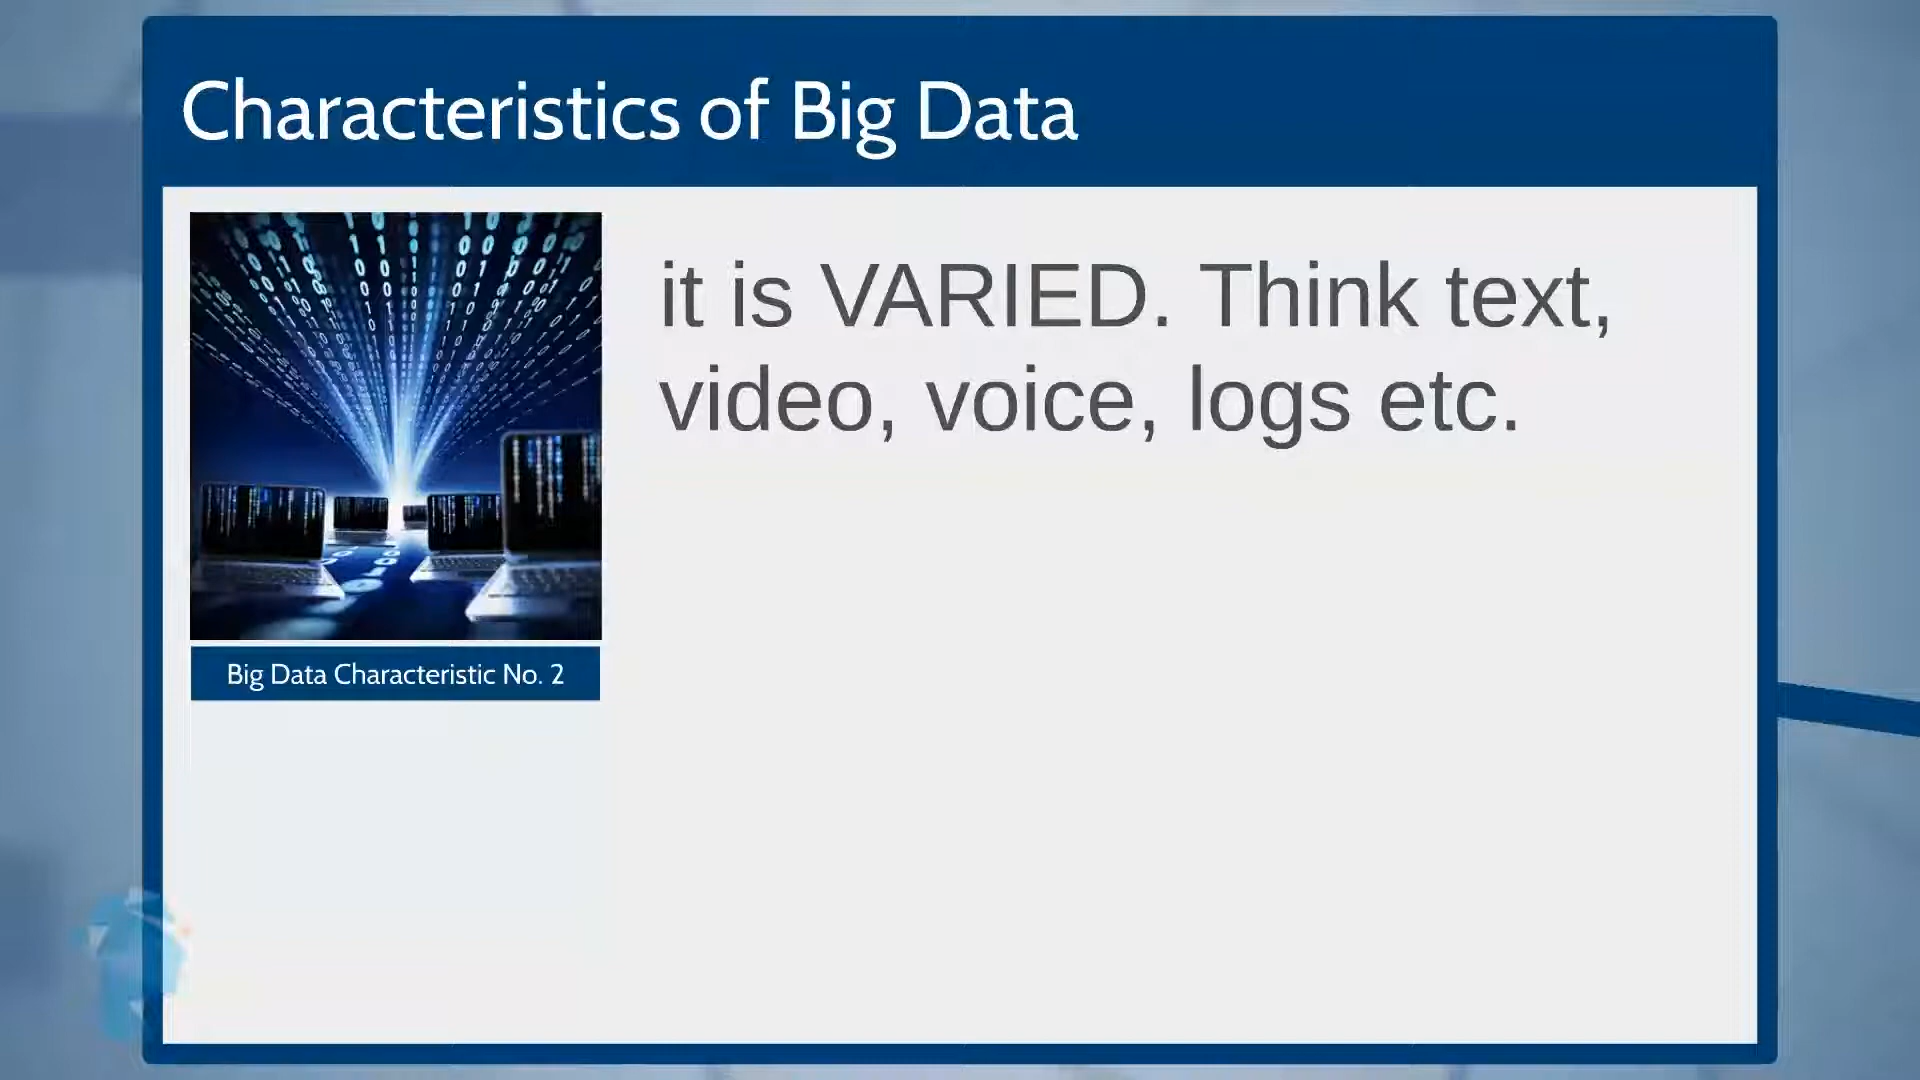 Characteristics of Big Data
it is VARIED. Think text,
video, voice, logs etc.
Big Data Characteristic No. 2